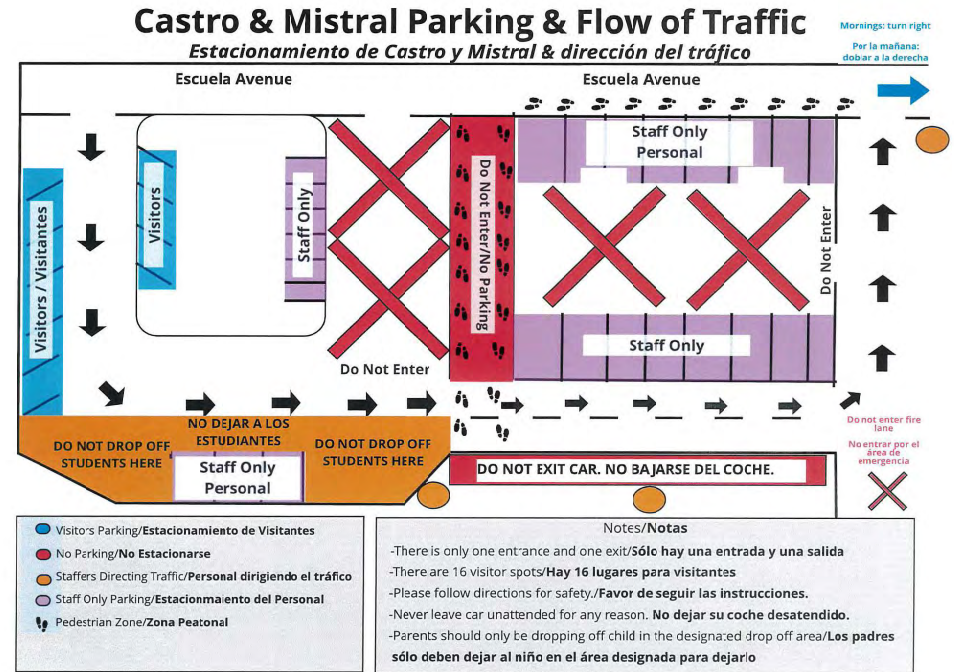 Castro & Mistral Parking & Flow of Traffic
Estacionamiento de Castro y Mistral & dirección del tráfico
Mornings: turn right
Por la mañana:
doblar a la derecha
Escuela Avenue
Escuela Avenue
Visitors / Visitantes
Visitors
Staff Only
Do Not Enter
Do Not Enter/No Parking
Staff Only
Personal
Do Not Enter
Staff Only
DO NOT DROP OFF
STUDENTS HERE
NO DEJAR A LOS
ESTUDIANTES
Staff Only
Personal
DO NOT DROP OFF
STUDENTS HERE
DO NOT EXIT CAR. NO BAJARSE DEL COCHE.
Do not enter fire
lane
No entrar por el
área de
emergencia
Visitors Parking/Estacionamiento de Visitantes
No Parking/No Estacionarse
Staffers Directing Traffic/Personal dirigiendo el tráfico
Staff Only Parking/Estacionmaiento del Personal
Pedestrian Zone/Zona Peatonal
Notes/Notas
-There is only one entrance and one exit/Sólo hay una entrada y una salida
-There are 16 visitor spots/Hay 16 lugares para visitantes
-Please follow directions for safety./Favor de seguir las instrucciones.
-Never leave car unattended for any reason. No dejar su coche desatendido.
-Parents should only be dropping off child in the designated drop off area/Los padres
sólo deben dejar al niño en el área designada para dejarlo